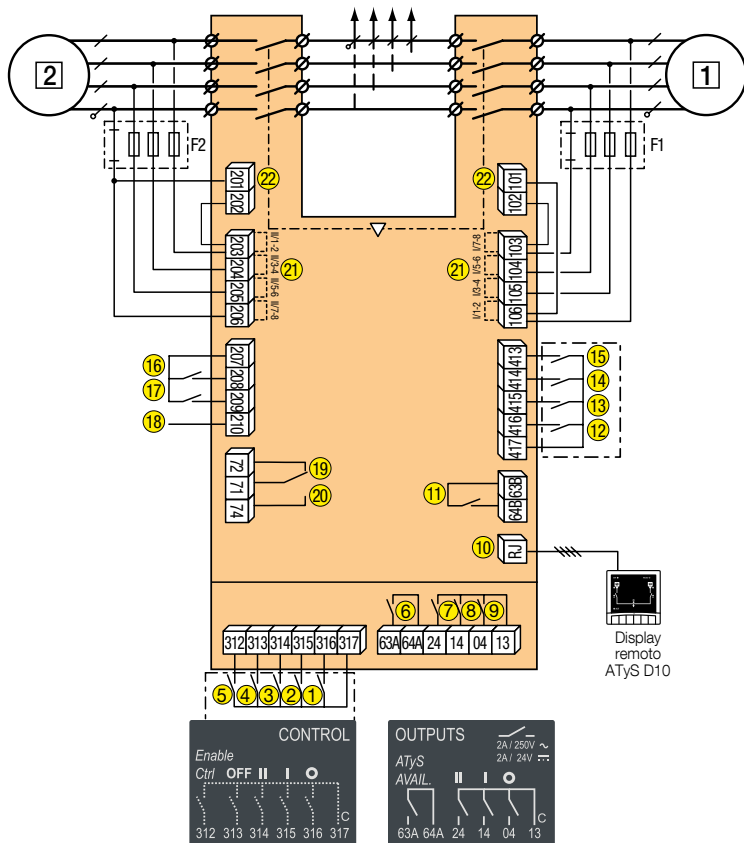 2
1
F2
F1
201
202
22
22
101
102
203
204
205
206
II/1-2
II/3-4
II/5-6
II/7-8
21
21
I/7-8
I/5-6
I/3-4
I/1-2
103
104
105
106
16
17
18
207
208
209
210
413
414
415
416
417
15
14
13
12
72
71
74
19
20
11
63B
64B
10
RJ
Display
remoto
ATyS D10
6
7
8
9
312 313 314 315 316 317
63A 64A 24 14 04 13
5
4
3
2
1
CONTROL
Enable
Ctrl OFF II I O
C
312 313 314 315 316 317
OUTPUTS
2A / 250V ~
2A / 24V ⎓
ATyS
AVAIL. II I O
C
63A 64A 24 14 04 13